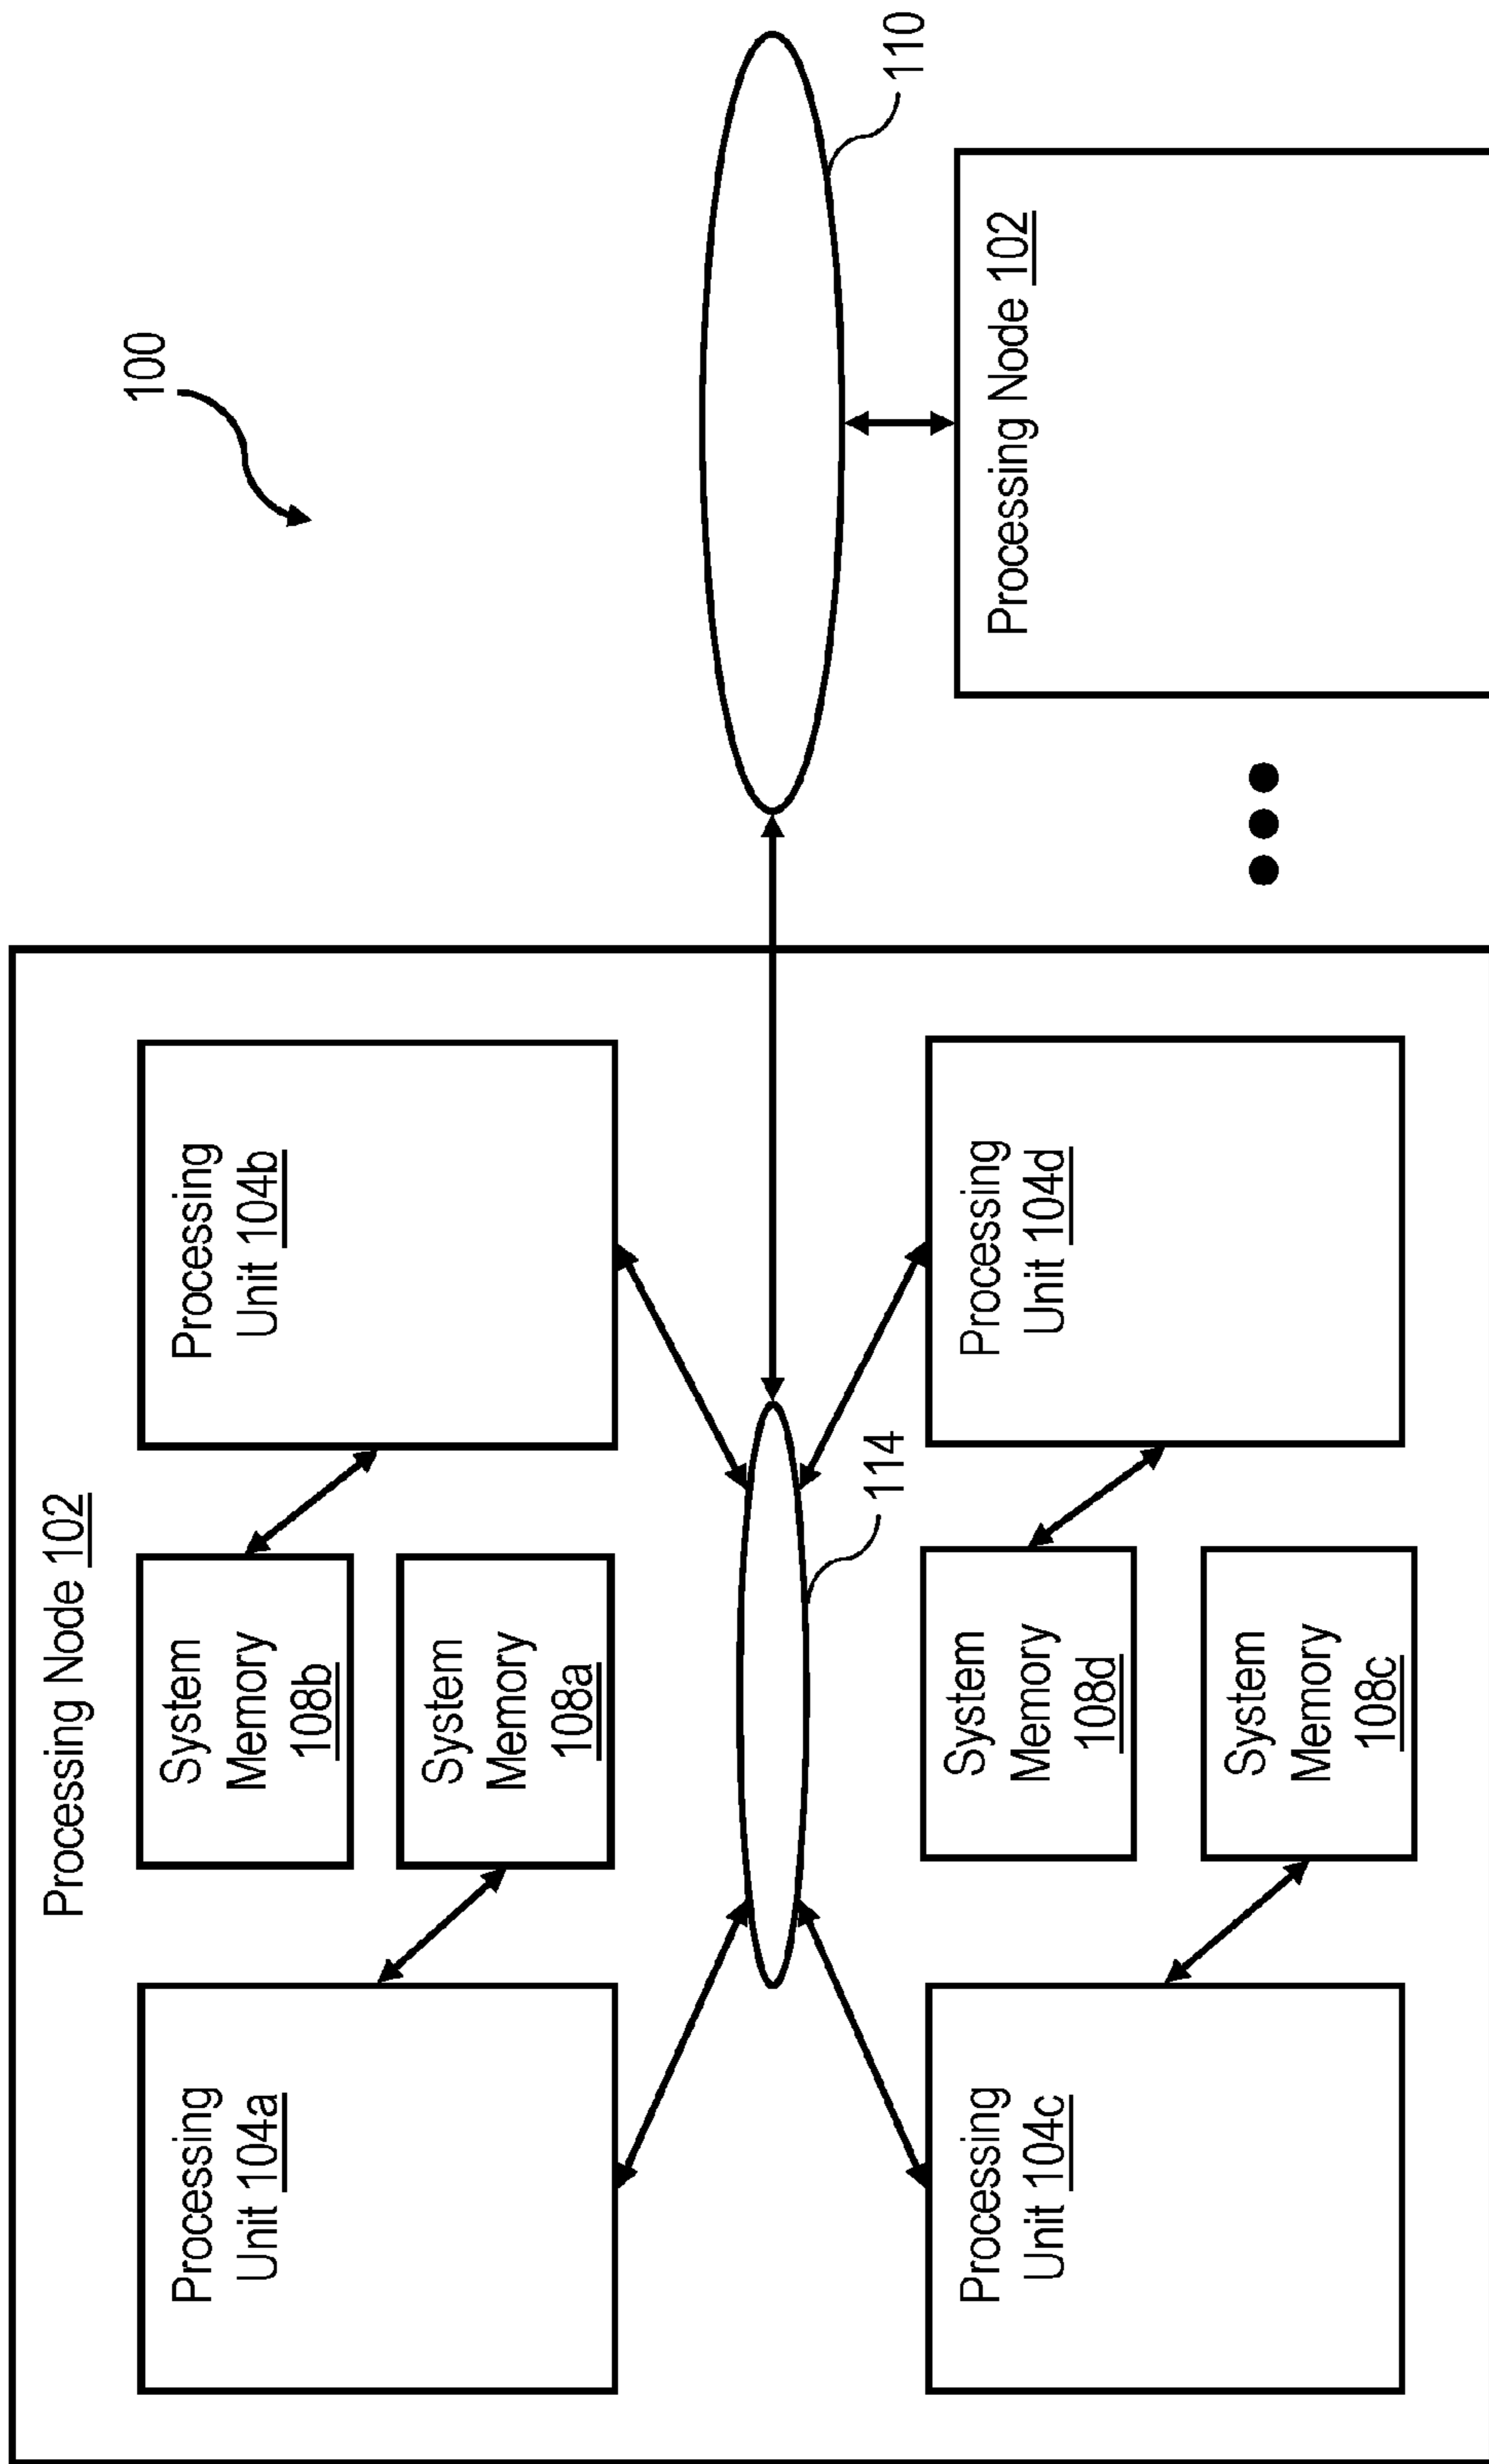 100
Processing Node 102
Processing
Unit 104a
System
Memory
108b
System
Memory
108a
Processing
Unit 104b
114
110
Processing
Unit 104c
System
Memory
108d
System
Memory
108c
Processing
Unit 104d
Processing Node 102